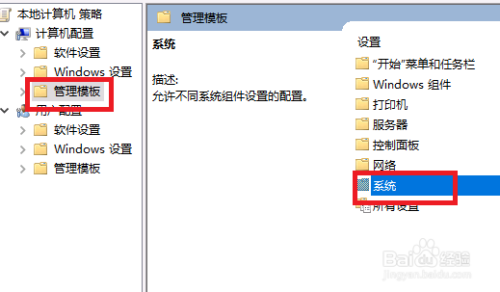 本地计算机 策略
计算机配置
软件设置
Windows 设置
管理模板
用户配置
软件设置
Windows 设置
管理模板
管理模板
系统
描述:
允许不同系统组件设置的配置。
设置
“开始”菜单和任务栏
Windows 组件
打印机
服务器
控制面板
网络
系统
所有设置
Baidu 经验
jingyan.baidu.com